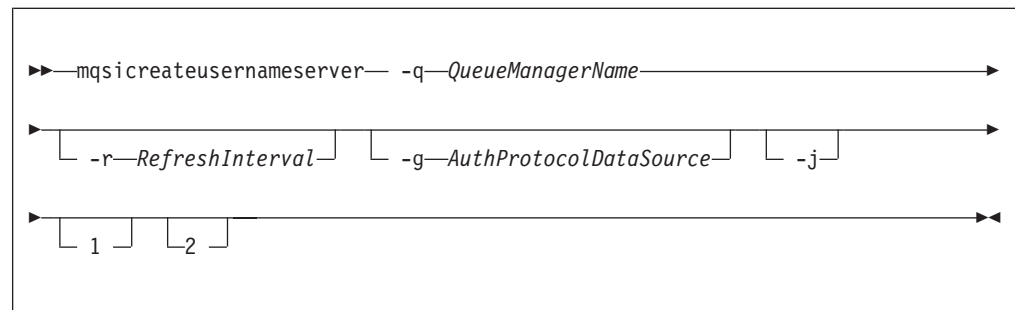 mqsicreateusernameserver -q QueueManagerName
-r RefreshInterval -g AuthProtocolDataSource -j
1 2